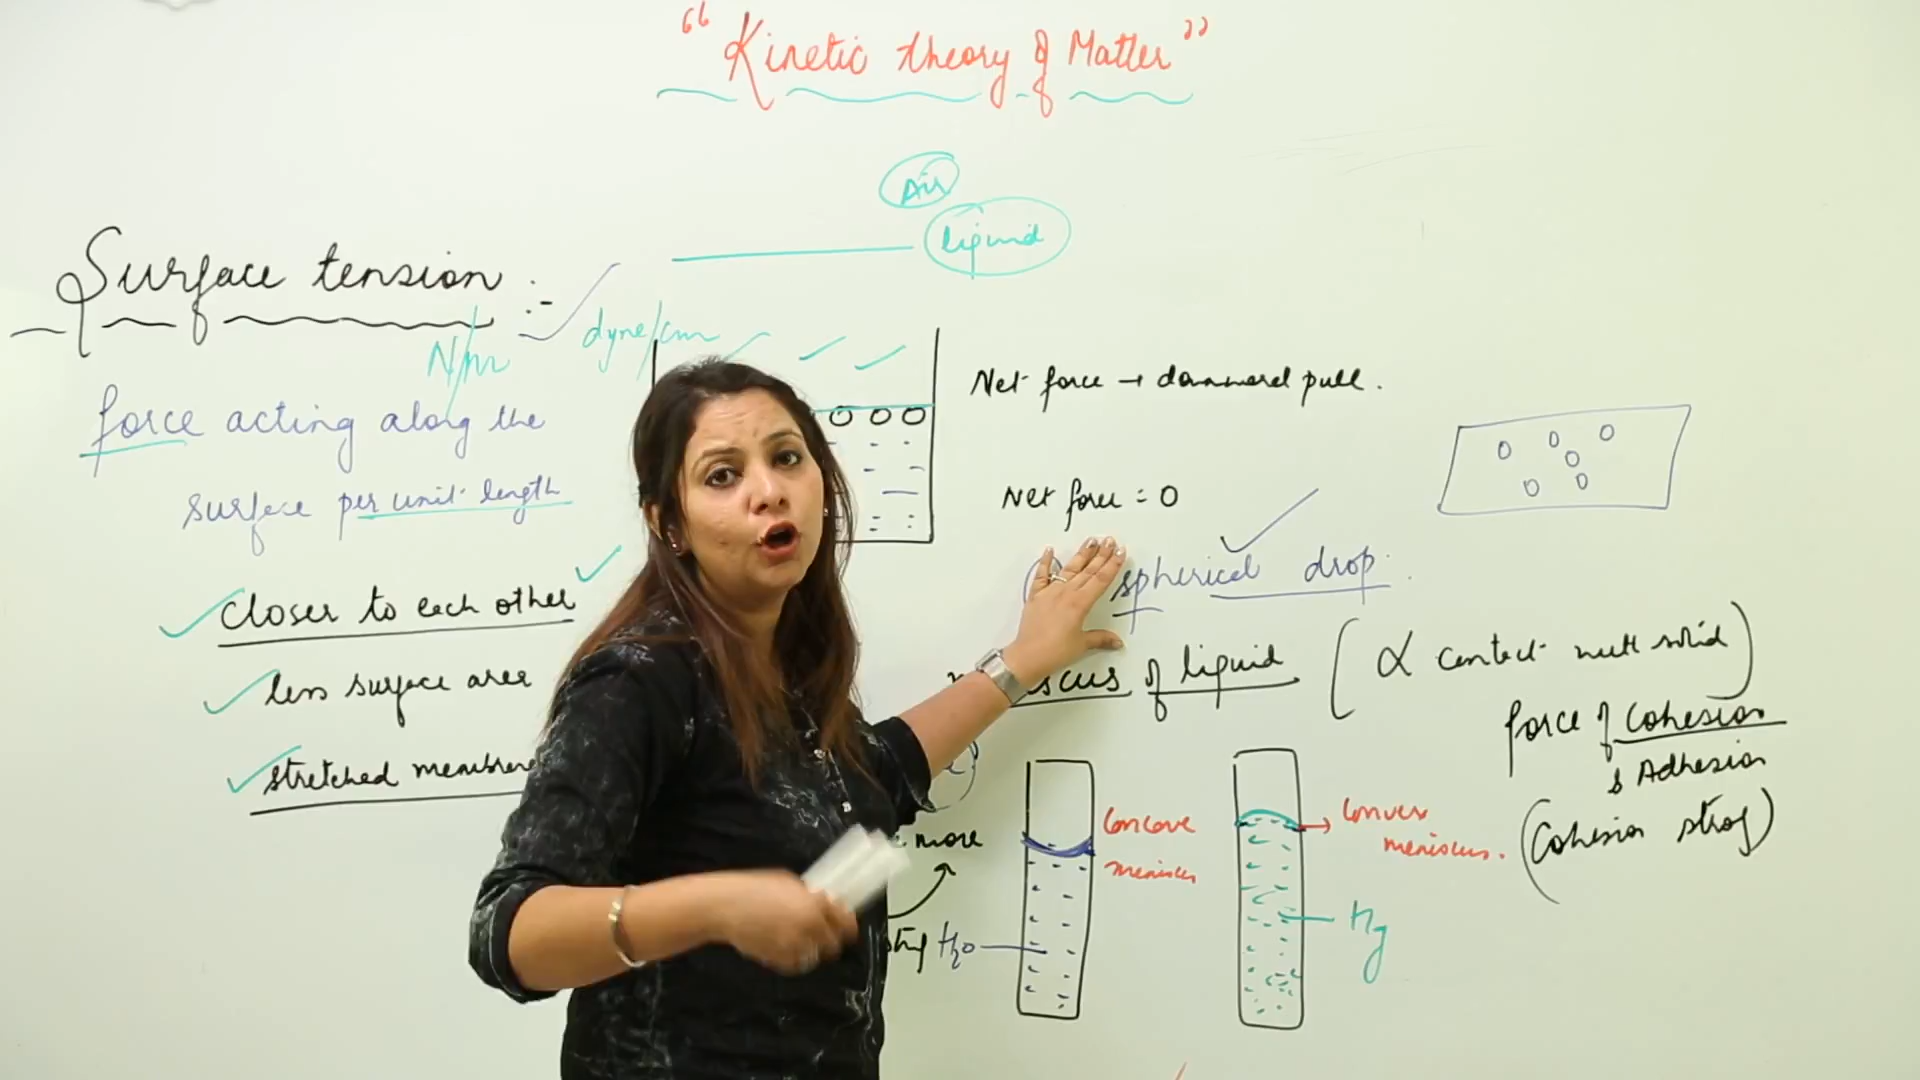 “Kinetic theory of Matter”
Air
liquid
Surface tension :-
N/m
dyne/cm
force acting along the
surface per unit length
closer to each other
less surface area
stretched membrane
Net force → downward pull.
Net force = 0
spherical drop.
of liquid ( α contact with solid )
force of cohesion
& Adhesion
(Cohesion strong)
more
Concave
meniscus
Convex
meniscus.
H2O
Hg